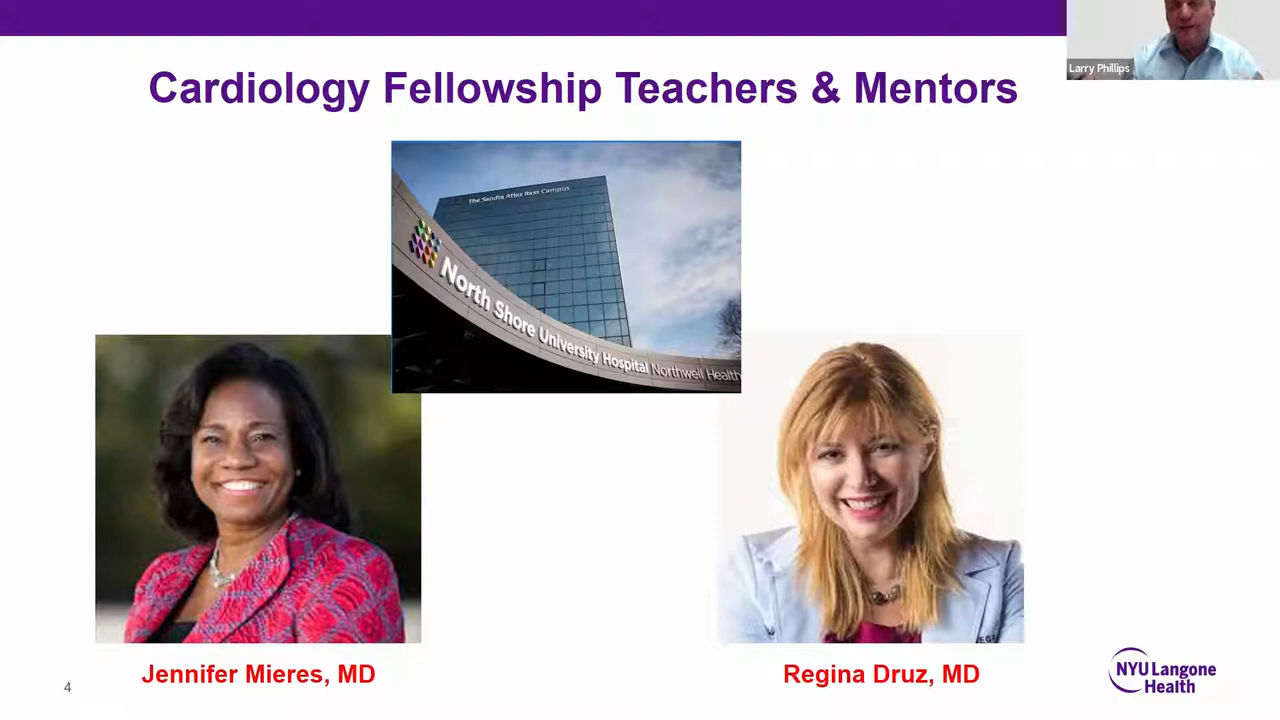 Larry Phillips
Cardiology Fellowship Teachers & Mentors
The Sandra Atlas Bass Campus
North Shore University Hospital Northwell Health
Jennifer Mieres, MD
Regina Druz, MD
4
NYU Langone
Health